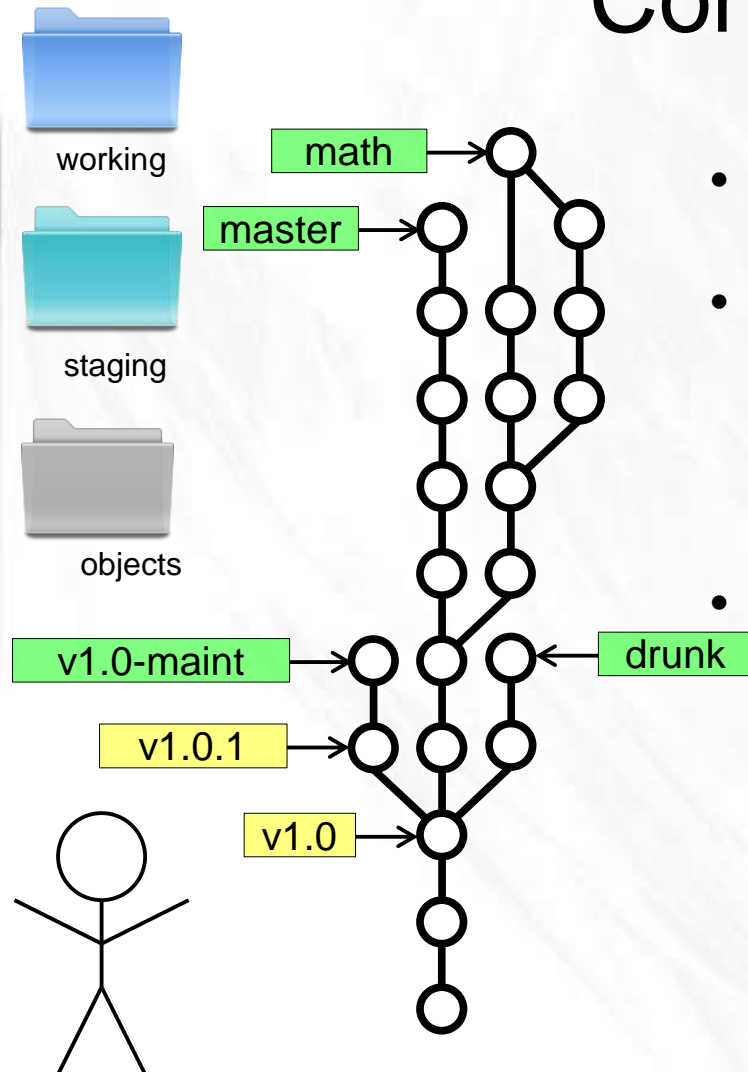 working
math
master
staging
objects
v1.0-maint
drunk
v1.0.1
v1.0